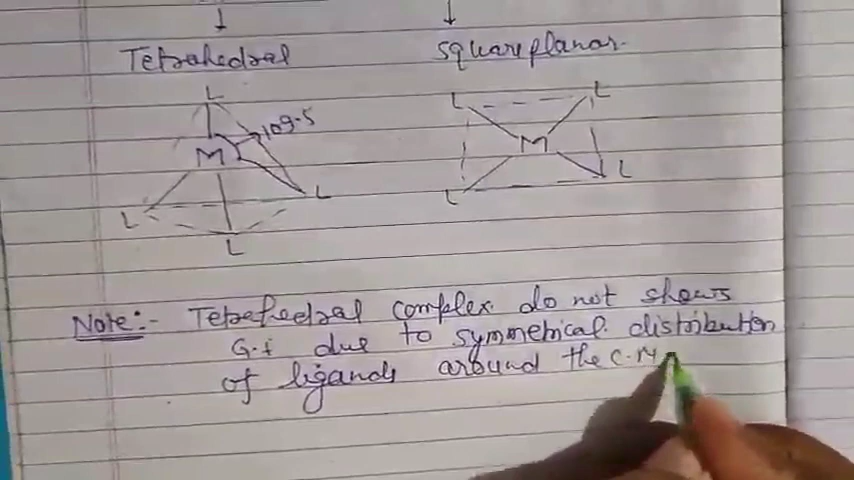 Tetrahedral squareplanar
L L L
109.5
M M
L L L L
L
Note:- Tetrahedral complex do not shows
G.i due to symmetrical distribution
of ligands around the C.M